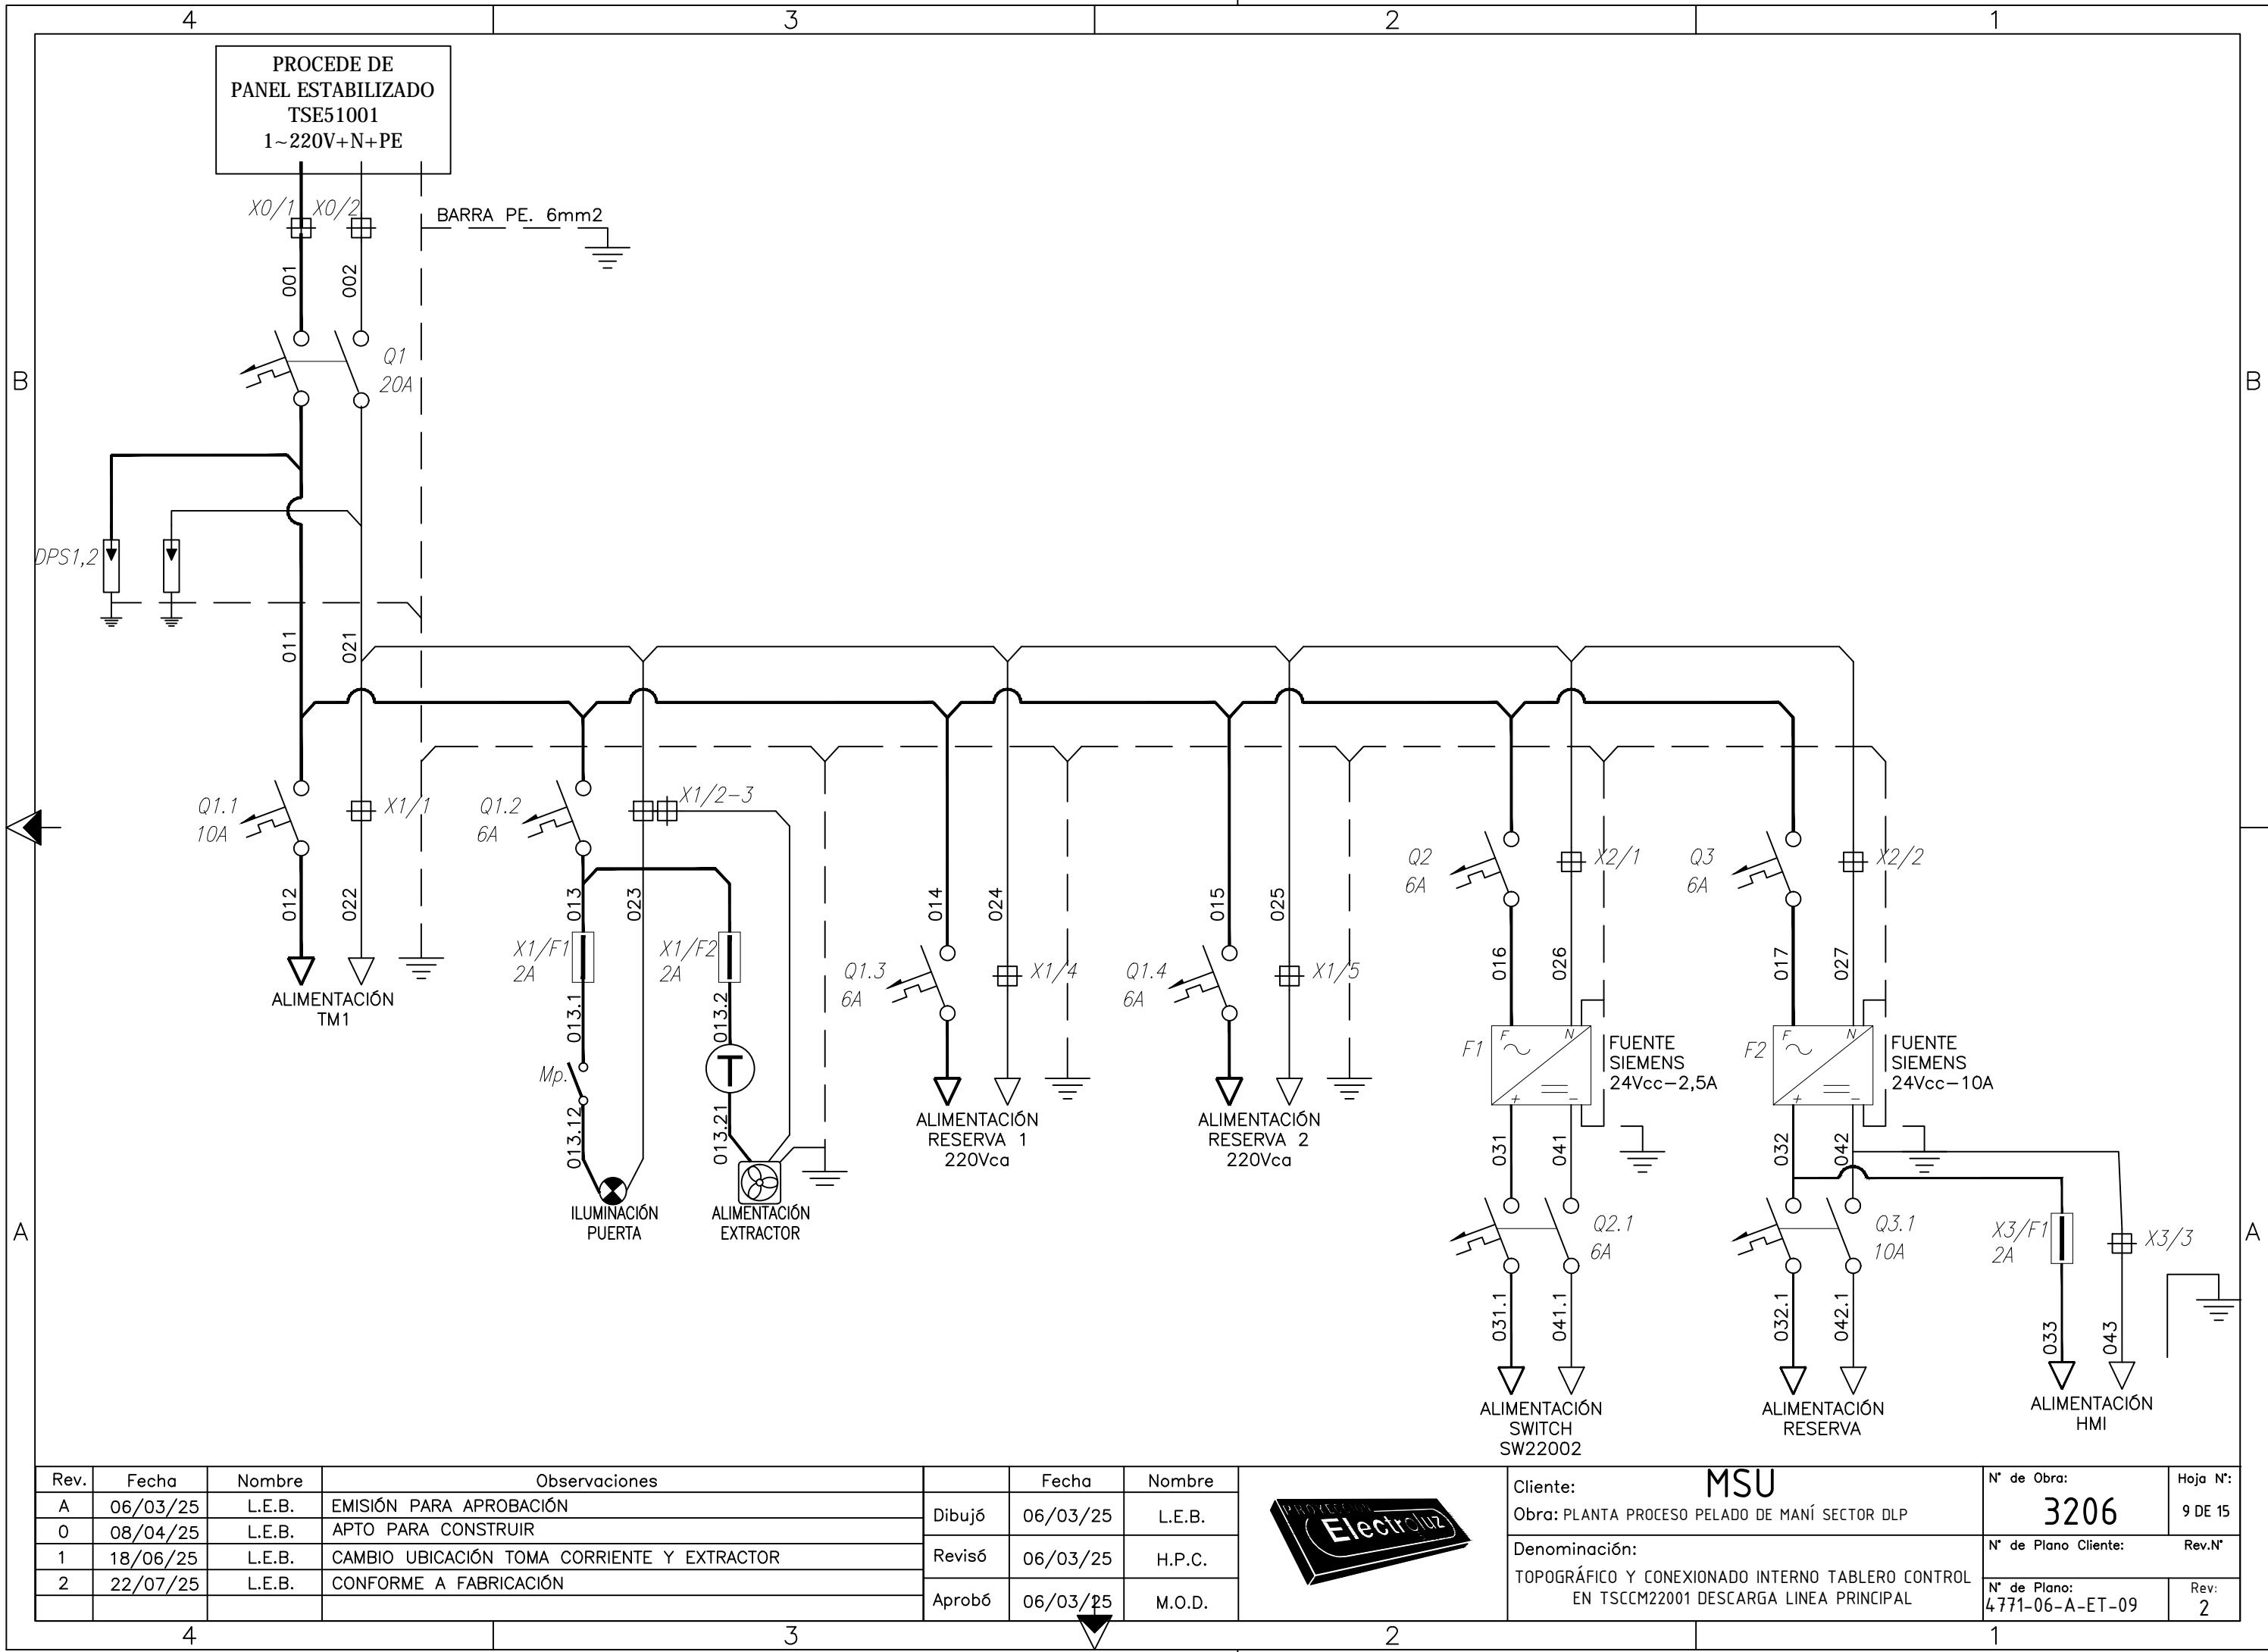 4
3
2
1
PROCEDE DE
PANEL ESTABILIZADO
TSE51001
1~220V+N+PE
X0/1
X0/2
BARRA PE. 6mm2
001
002
Q1
20A
B
B
DPS1,2
011
021
Q1.1
10A
X1/1
Q1.2
6A
X1/2-3
012
022
013
023
014
024
015
025
Q2
6A
X2/1
Q3
6A
X2/2
X1/F1
2A
X1/F2
2A
Q1.3
6A
X1/4
Q1.4
6A
X1/5
016
026
017
027
ALIMENTACIÓN
TM1
013.1
013.2
Mp.
T
013.12
013.21
F1
F
N
+
-
FUENTE
SIEMENS
24Vcc-2,5A
F2
F
N
+
-
FUENTE
SIEMENS
24Vcc-10A
ALIMENTACIÓN
RESERVA 1
220Vca
ALIMENTACIÓN
RESERVA 2
220Vca
031
041
032
042
ILUMINACIÓN
PUERTA
ALIMENTACIÓN
EXTRACTOR
A
Q2.1
6A
Q3.1
10A
X3/F1
2A
X3/3
A
031.1
041.1
032.1
042.1
033
043
ALIMENTACIÓN
SWITCH
SW22002
ALIMENTACIÓN
RESERVA
ALIMENTACIÓN
HMI
Rev. Fecha Nombre Observaciones
A 06/03/25 L.E.B. EMISIÓN PARA APROBACIÓN
0 08/04/25 L.E.B. APTO PARA CONSTRUIR
1 18/06/25 L.E.B. CAMBIO UBICACIÓN TOMA CORRIENTE Y EXTRACTOR
2 22/07/25 L.E.B. CONFORME A FABRICACIÓN
Fecha Nombre
Dibujó 06/03/25 L.E.B.
Revisó 06/03/25 H.P.C.
Aprobó 06/03/25 M.O.D.
PROYECCION
Electroluz
Cliente: MSU
Obra: PLANTA PROCESO PELADO DE MANÍ SECTOR DLP
Denominación:
TOPOGRÁFICO Y CONEXIONADO INTERNO TABLERO CONTROL
EN TSCCM22001 DESCARGA LINEA PRINCIPAL
N° de Obra:
3206
Hoja N°:
9 DE 15
N° de Plano Cliente:
Rev.N°
N° de Plano:
4771-06-A-ET-09
Rev:
2
4
3
2
1